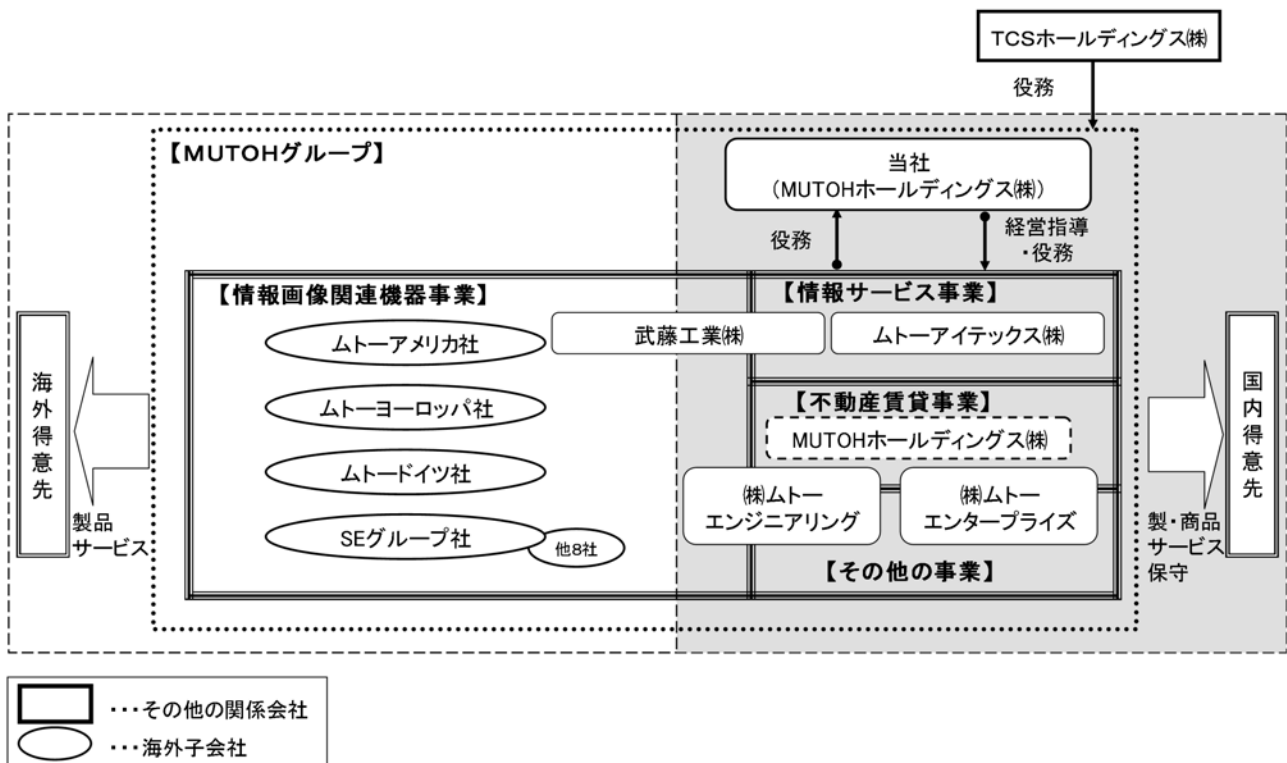 TCSホールディングス㈱
役務
【MUTOHグループ】
当社
(MUTOHホールディングス㈱)
役務
経営指導
・役務
【情報画像関連機器事業】
【情報サービス事業】
ムトーアメリカ社
武藤工業㈱
ムトーアイテックス㈱
ムトーヨーロッパ社
【不動産賃貸事業】
MUTOHホールディングス㈱
ムトードイツ社
㈱ムトー
エンジニアリング
㈱ムトー
エンタープライズ
SEグループ社
他8社
【その他の事業】
海外得意先
製品
サービス
国内得意先
製・商品
サービス
保守
・・・その他の関係会社
・・・海外子会社